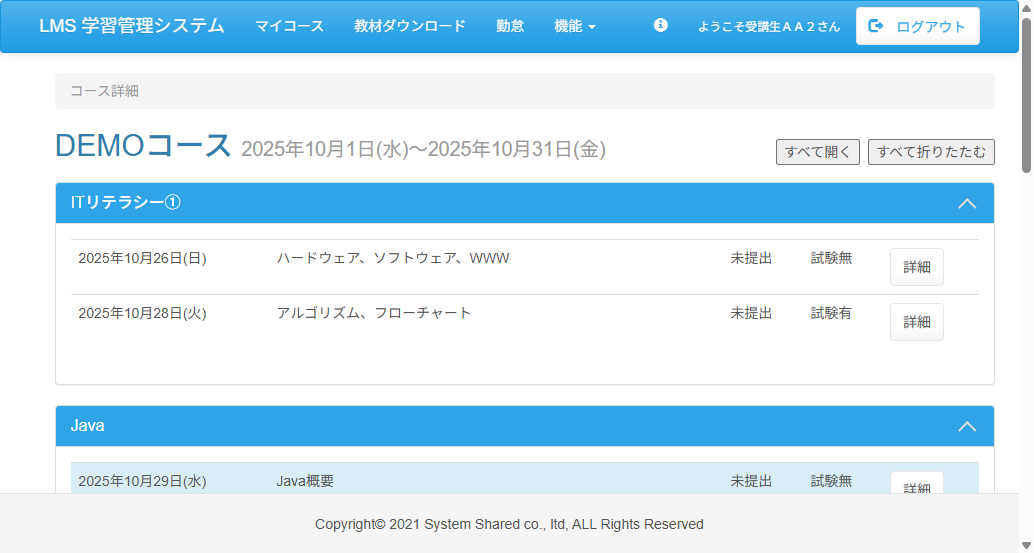 LMS 学習管理システム マイコース 教材ダウンロード 勤怠 機能 ようこそ受講生ＡＡ２さん ログアウト
コース詳細
DEMOコース 2025年10月1日(水)～2025年10月31日(金) すべて開く すべて折りたたむ
ITリテラシー①
2025年10月26日(日) ハードウェア、ソフトウェア、WWW 未提出 試験無 詳細
2025年10月28日(火) アルゴリズム、フローチャート 未提出 試験有 詳細
Java
2025年10月29日(水) Java概要 未提出 試験無 詳細
Copyright© 2021 System Shared co., ltd, ALL Rights Reserved